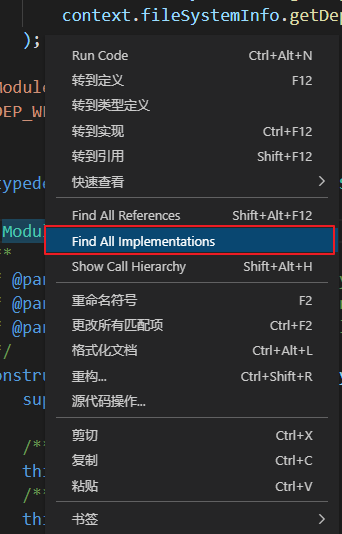 context.fileSystemInfo.getDep
);
Run Code Ctrl+Alt+N
Module
转到定义 F12
DEP_W
转到类型定义
转到实现 Ctrl+F12
转到引用 Shift+F12
typede
快速查看
Find All References Shift+Alt+F12
Modul
Find All Implementations
**
Show Call Hierarchy Shift+Alt+H
@para
重命名符号 F2
@para
更改所有匹配项 Ctrl+F2
@para
格式化文档 Ctrl+Alt+L
*/
重构... Ctrl+Shift+R
onstru
源代码操作...
sup
剪切 Ctrl+X
/**
复制 Ctrl+C
thi
粘贴 Ctrl+V
/**
书签
thi